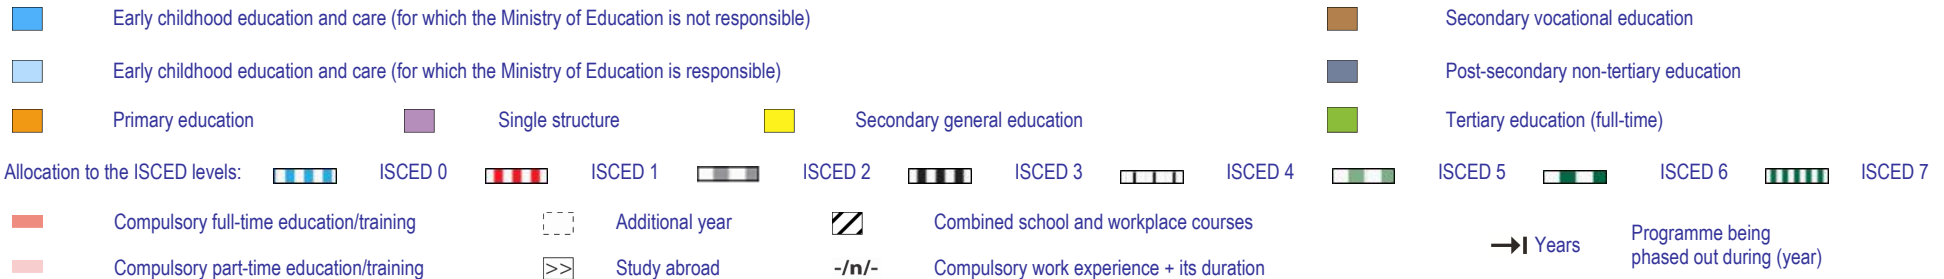 Early childhood education and care (for which the Ministry of Education is not responsible)
Secondary vocational education
Early childhood education and care (for which the Ministry of Education is responsible)
Post-secondary non-tertiary education
Primary education
Single structure
Secondary general education
Tertiary education (full-time)
Allocation to the ISCED levels: ISCED 0 ISCED 1 ISCED 2 ISCED 3 ISCED 4 ISCED 5 ISCED 6 ISCED 7
Compulsory full-time education/training
Additional year
Combined school and workplace courses
Years
Programme being
phased out during (year)
Compulsory part-time education/training
>> Study abroad
-/n/- Compulsory work experience + its duration